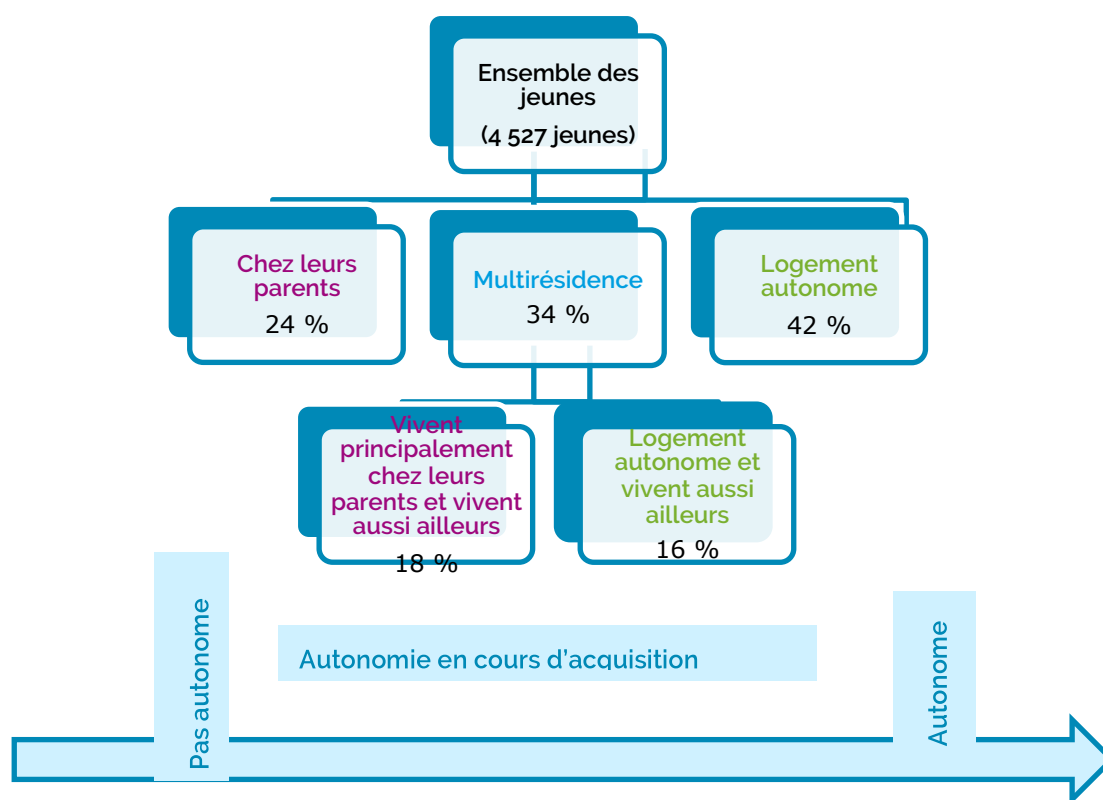 Ensemble des
jeunes
(4 527 jeunes)
Chez leurs
parents
24 %
Multirésidence
34 %
Logement
autonome
42 %
Vivent
principalement
chez leurs
parents et vivent
aussi ailleurs
18 %
Logement
autonome et
vivent aussi
ailleurs
16 %
Pas autonome
Autonomie en cours d’acquisition
Autonome